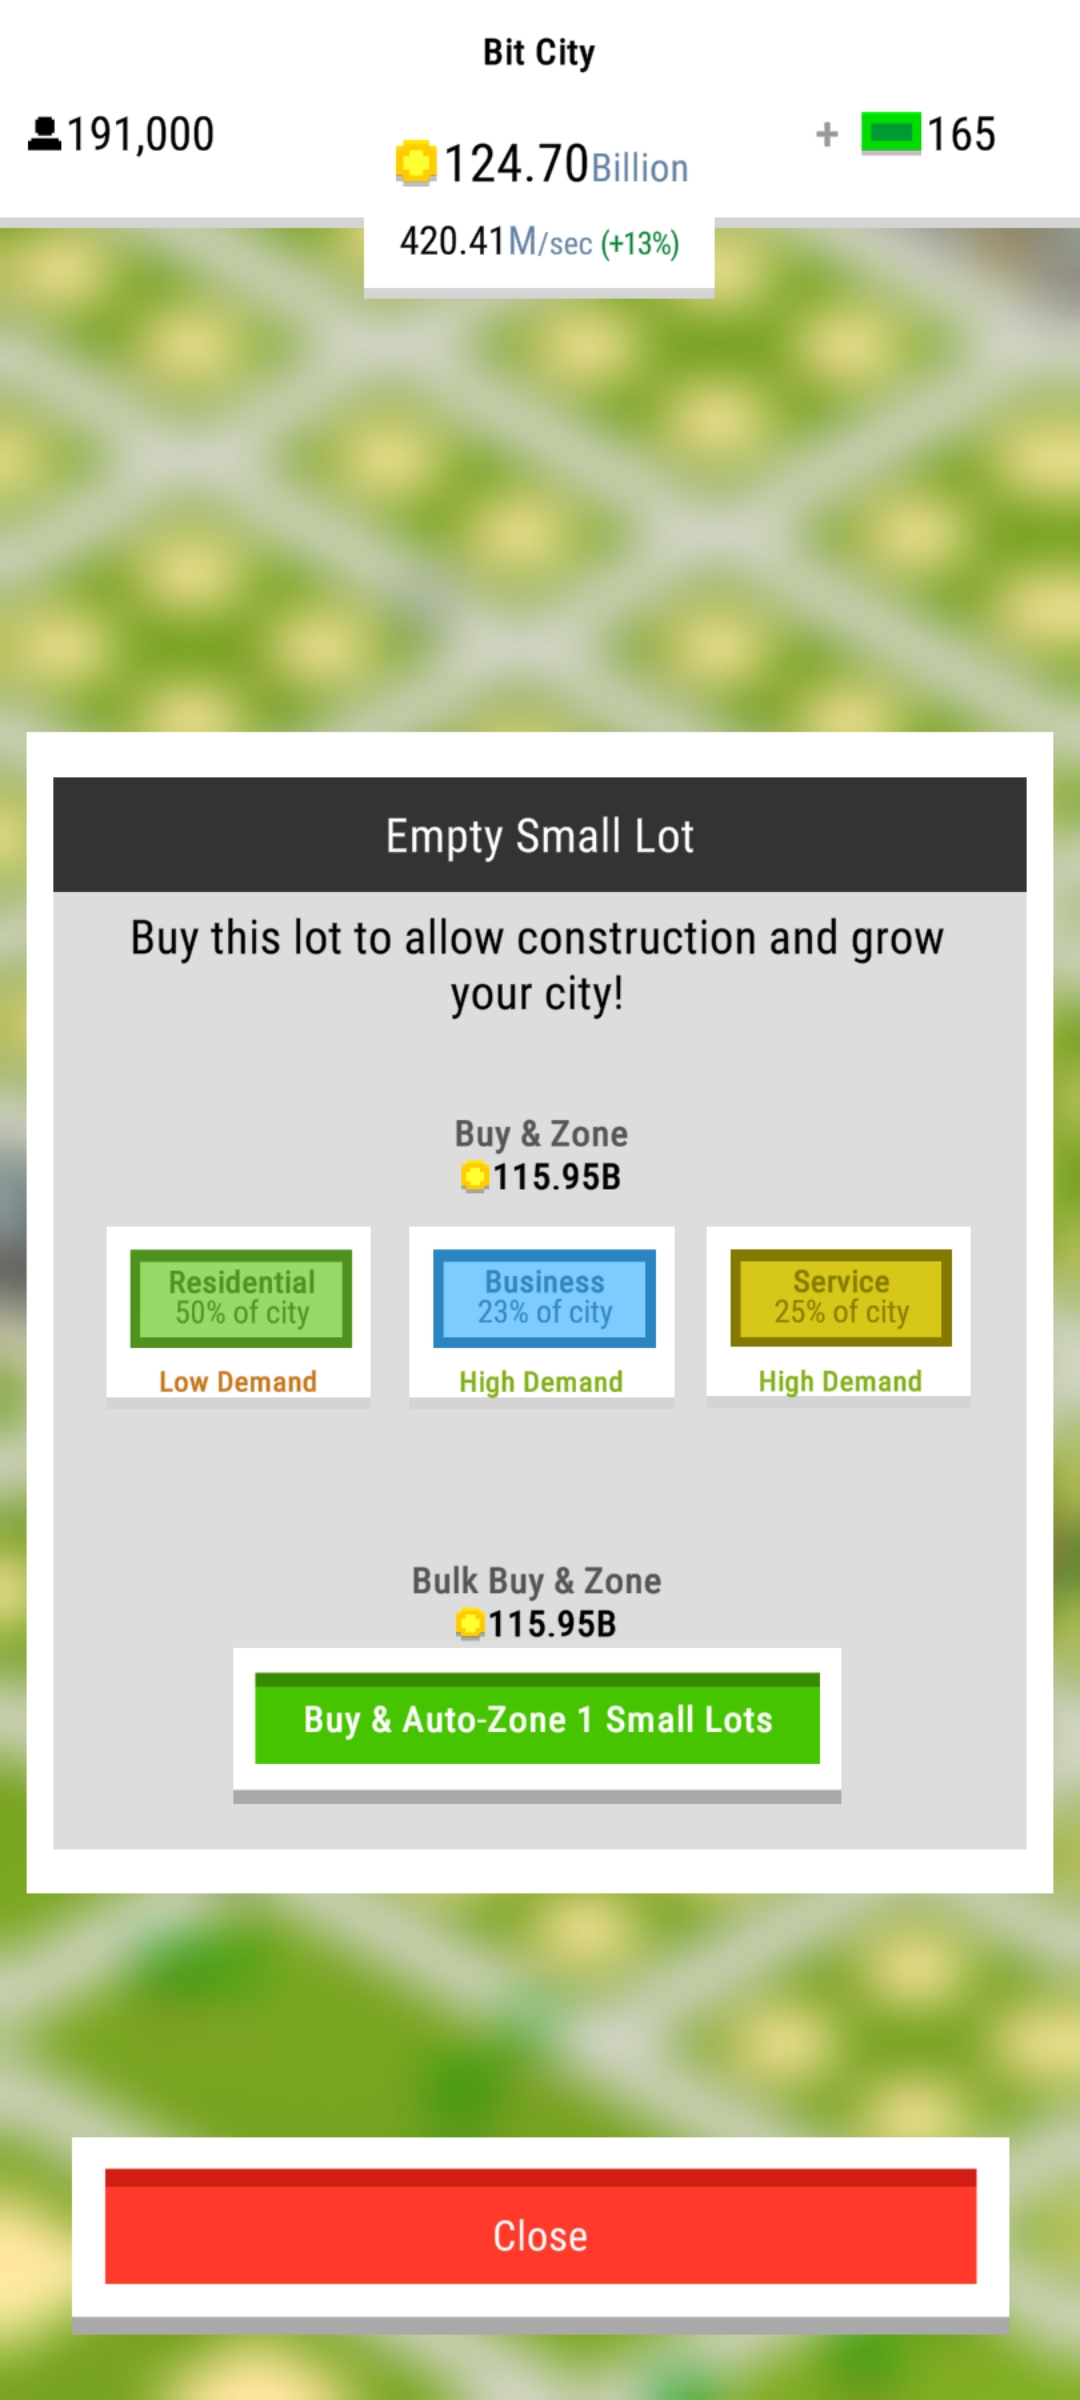 Bit City
191,000
124.70Billion
+ 165
420.41M/sec (+13%)
Empty Small Lot
Buy this lot to allow construction and grow
your city!
Buy & Zone
115.95B
Residential
50% of city
Low Demand
Business
23% of city
High Demand
Service
25% of city
High Demand
Bulk Buy & Zone
115.95B
Buy & Auto-Zone 1 Small Lots
Close